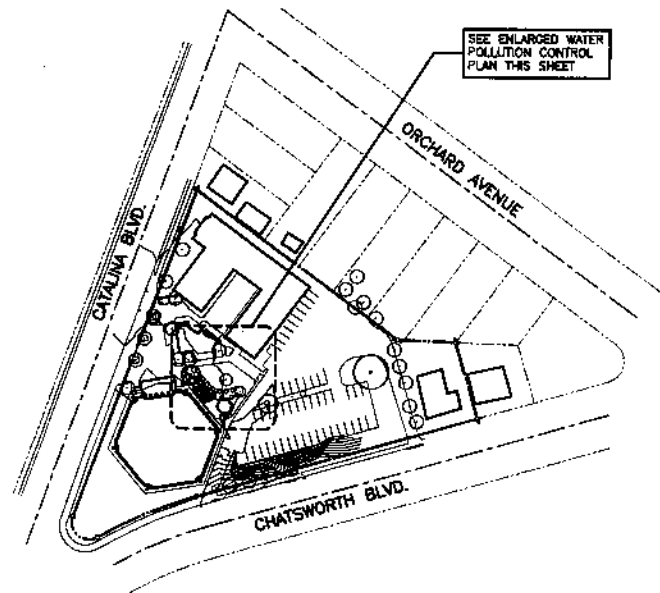 SEE ENLARGED WATER
POLLUTION CONTROL
PLAN THIS SHEET
ORCHARD AVENUE
CATALINA BLVD.
CHATSWORTH BLVD.